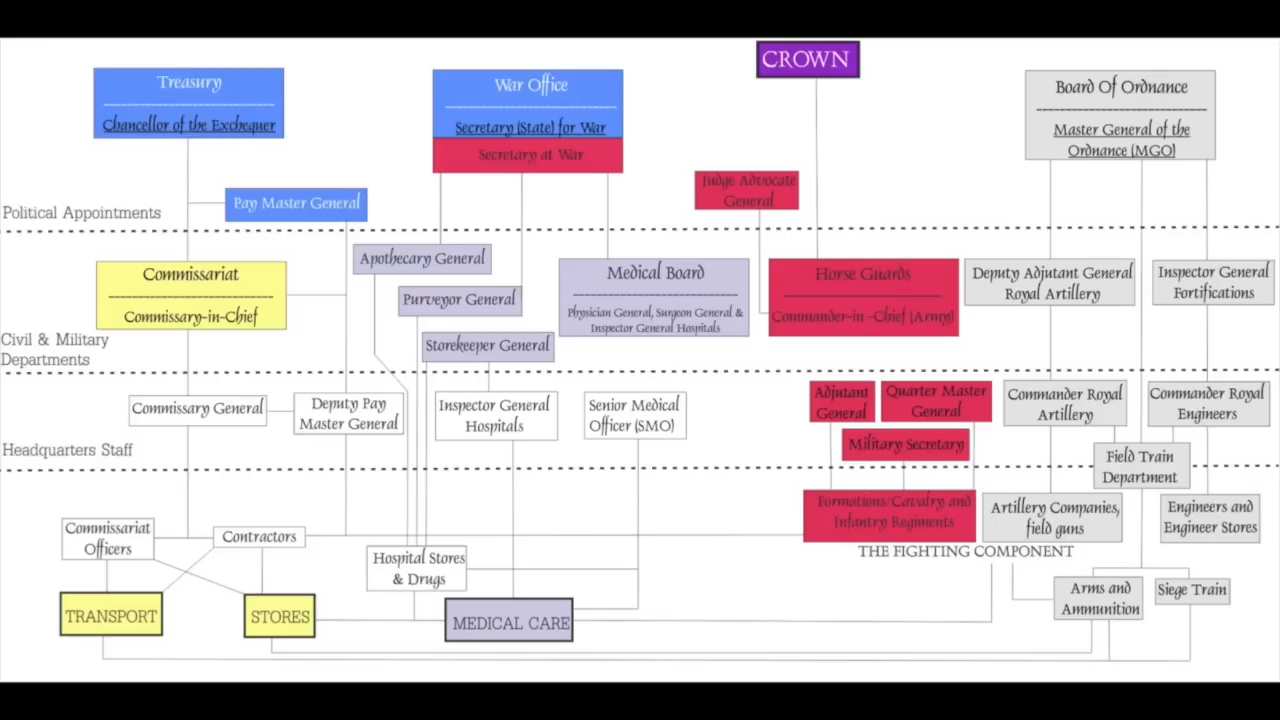 CROWN
Treasury
Chancellor of the Exchequer
War Office
Secretary (State) for War
Secretary at War
Board Of Ordnance
Master General of the
Ordnance (MGO)
Judge Advocate
General
Pay Master General
Political Appointments
Apothecary General
Commissariat
Commissary-in-Chief
Purveyor General
Storekeeper General
Medical Board
Physician General, Surgeon General &
Inspector General Hospitals
Horse Guards
Commander-in -Chief (Army)
Deputy Adjutant General
Royal Artillery
Inspector General
Fortifications
Civil & Military
Departments
Commissary General
Deputy Pay
Master General
Inspector General
Hospitals
Senior Medical
Officer (SMO)
Adjutant
General
Quarter Master
General
Military Secretary
Commander Royal
Artillery
Commander Royal
Engineers
Headquarters Staff
Field Train
Department
Formations/Cavalry and
Infantry Regiments
Artillery Companies,
field guns
Engineers and
Engineer Stores
THE FIGHTING COMPONENT
Commissariat
Officers
Contractors
Hospital Stores
& Drugs
Arms and
Ammunition
Siege Train
TRANSPORT
STORES
MEDICAL CARE